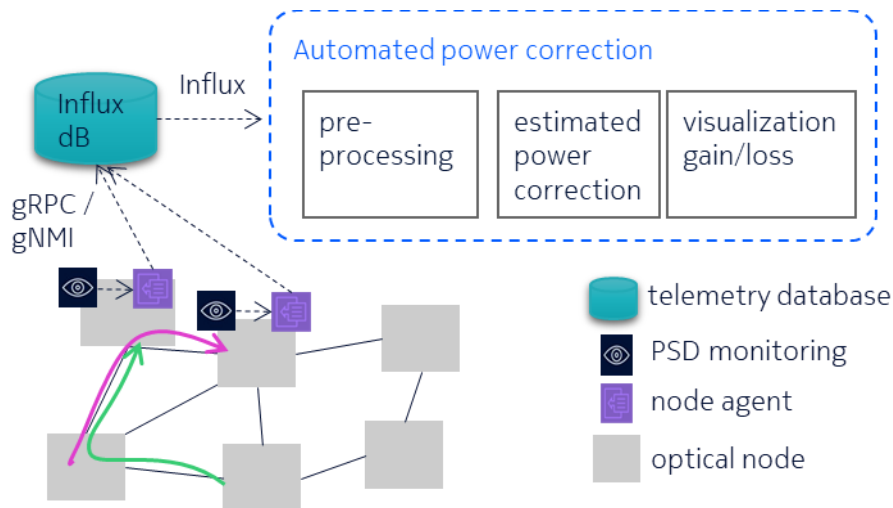 Automated power correction
Influx
Influx
dB
pre-
processing
estimated
power
correction
visualization
gain/loss
gRPC /
gNMI
telemetry database
PSD monitoring
node agent
optical node